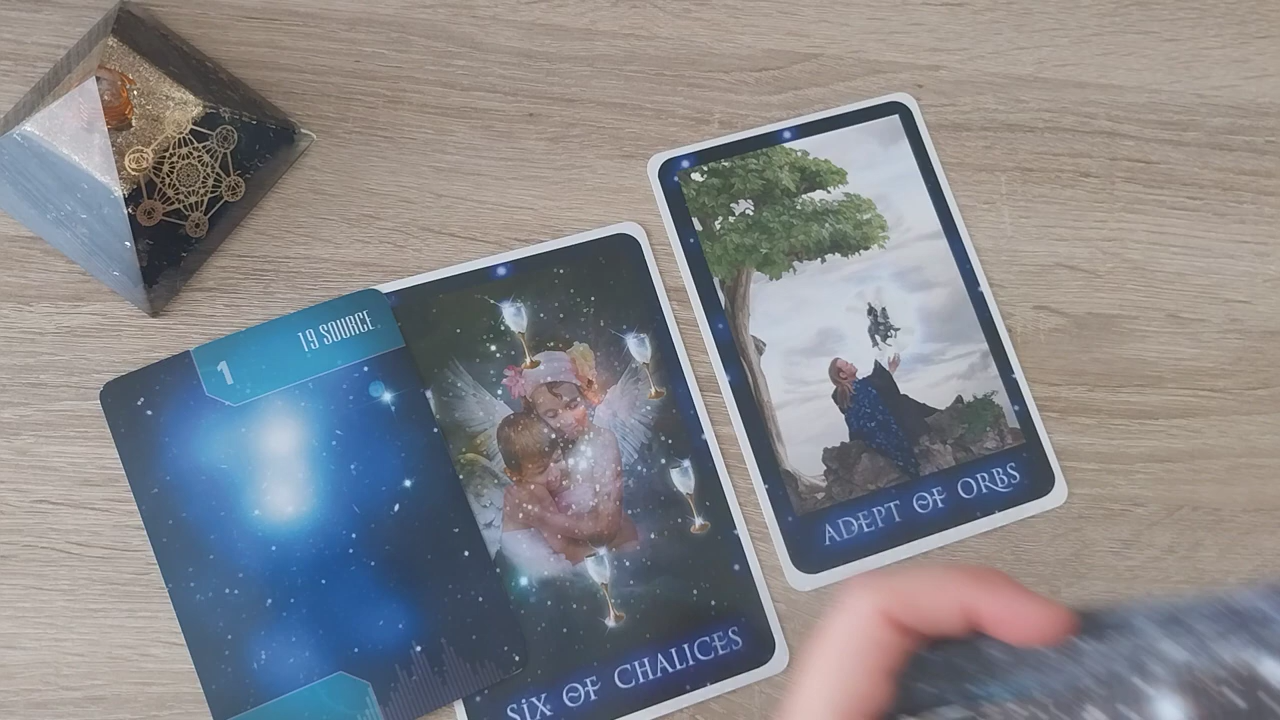 1
19 SOURCE
SIX OF CHALICES
ADEPT OF ORBS